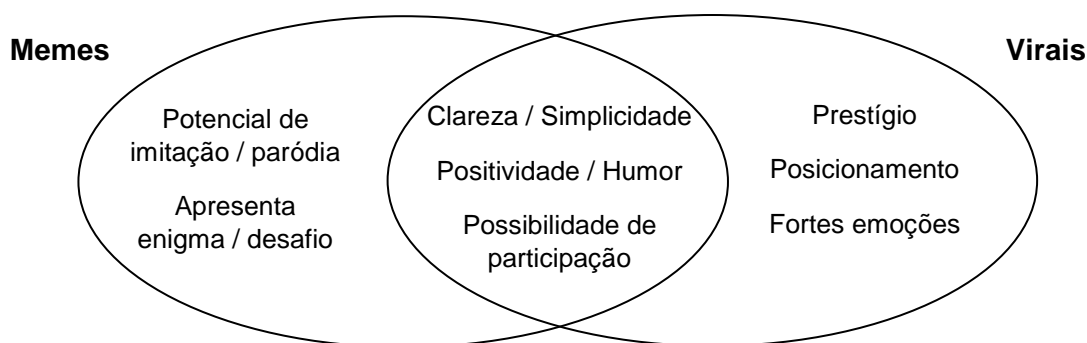 Memes
Virais
Potencial de
imitação / paródia
Apresenta
enigma / desafio
Clareza / Simplicidade
Positividade / Humor
Possibilidade de
participação
Prestígio
Posicionamento
Fortes emoções